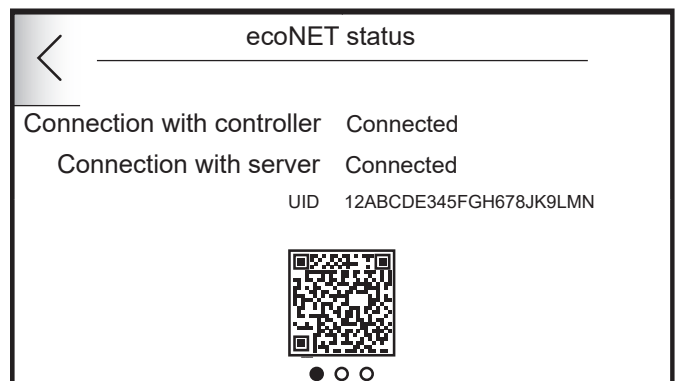 ecoNET status
Connection with controller Connected
Connection with server Connected
UID 12ABCDE345FGH678JK9LMN